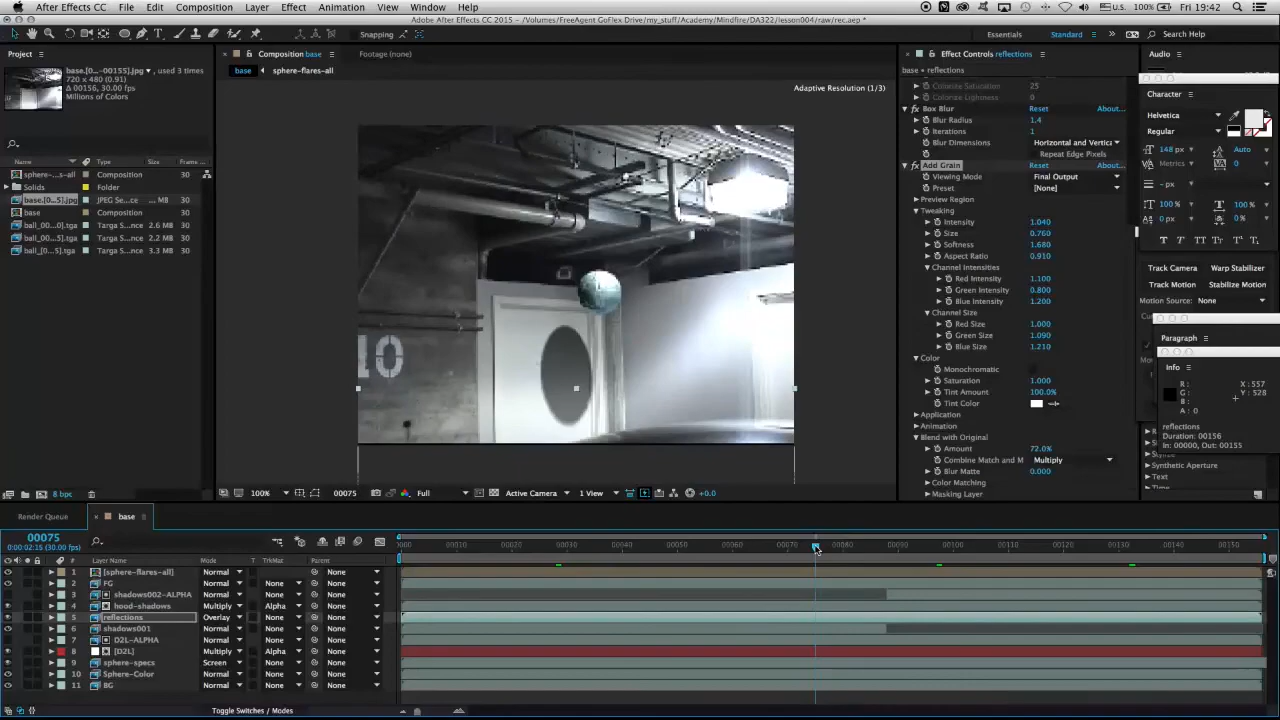 After Effects CC File Edit Composition Layer Effect Animation View Window Help U.S. 100% Fri 19:42
Adobe After Effects CC 2015 - /Volumes/FreeAgent GoFlex Drive/my_stuff/Academy/Mindfire/DA322/lesson004/raw/rec.aep *
Snapping Essentials Standard Search Help
Project Composition base Footage (none) Effect Controls reflections Audio
base sphere-flares-all base • reflections
base.[0...-00155].jpg , used 3 times
720 x 480 (0.91)
Δ 00156, 30.00 fps
Millions of Colors
Adaptive Resolution (1/3)
Name Type Size Frame...
sphere-...s-all Composition 30
Solids Folder
base.[0...5].jpg JPEG Se...ce ... MB 30
base Composition 30
ball_00...0].tga Targa S...nce 2.6 MB 30
ball_00...5].tga Targa S...nce 2.2 MB 30
ball_0...5].tga Targa S...nce 3.3 MB 30
10
Colorize Saturation 25
Colorize Lightness 0
Box Blur Reset About...
Blur Radius 1.4
Iterations 1
Blur Dimensions Horizontal and Vertica
Repeat Edge Pixels
Add Grain Reset About...
Viewing Mode Final Output
Preset [None]
Preview Region
Tweaking
Intensity 1.040
Size 0.760
Softness 1.680
Aspect Ratio 0.910
Channel Intensities
Red Intensity 1.100
Green Intensity 0.800
Blue Intensity 1.200
Channel Size
Red Size 1.000
Green Size 1.090
Blue Size 1.210
Color
Monochromatic
Saturation 1.000
Tint Amount 100.0%
Tint Color
Application
Animation
Blend with Original
Amount 72.0%
Combine Match and M Multiply
Blur Matte 0.000
Color Matching
Masking Layer
Character
Helvetica
Regular
148 px Auto
Metrics 0
- px
100% 100%
0 px 0%
T T TT Tr
Track Camera Warp Stabilizer
Track Motion Stabilize Motion
Motion Source: None
Paragraph
Info
R : X : 557
G : Y : 528
B :
A : 0
reflections
Duration: 00156
In: 00000, Out: 00155
Synthetic Aperture
Text
Time
8 bpc 100% 00075 Full Active Camera 1 View +0.0
Render Queue base
00075
0:00:02:15 (30.00 fps)
0000 00010 00020 00030 00040 00050 00060 00070 00080 00090 00100 00110 00120 00130 00140 00150
# Layer Name Mode T TrkMat Parent
1 [sphere-flares-all] Normal None
2 FG Normal None None
3 shadows002-ALPHA Normal None None
4 hood-shadows Multiply Alpha None
5 reflections Overlay None None
6 shadows001 Normal None None
7 D2L-ALPHA Normal None None
8 [D2L] Multiply Alpha None
9 sphere-specs Screen None None
10 Sphere-Color Normal None None
11 BG Normal None None
Toggle Switches / Modes